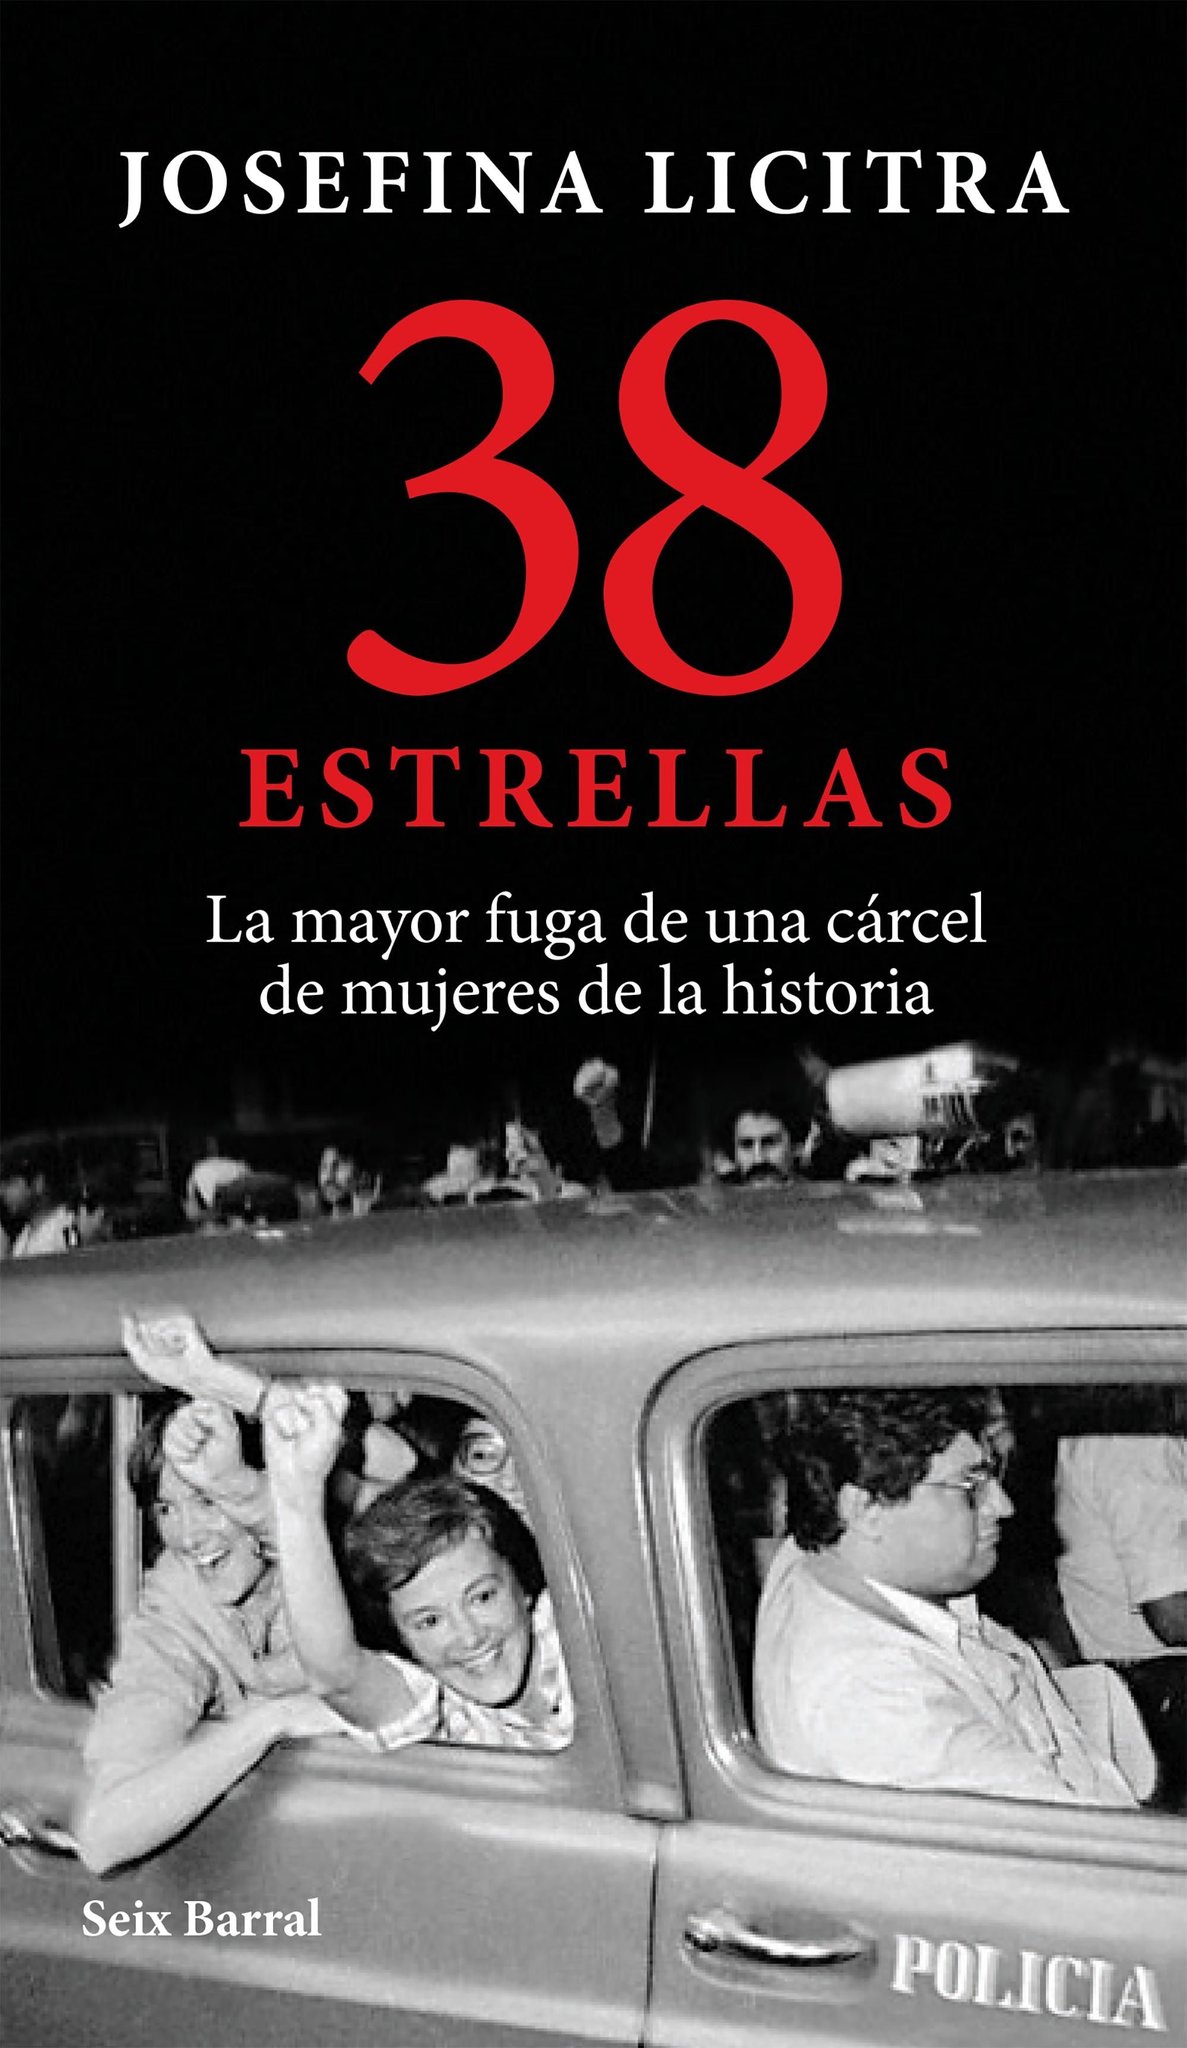 JOSEFINA LICITRA
38
ESTRELLAS
La mayor fuga de una cárcel
de mujeres de la historia
Seix Barral
POLICIA